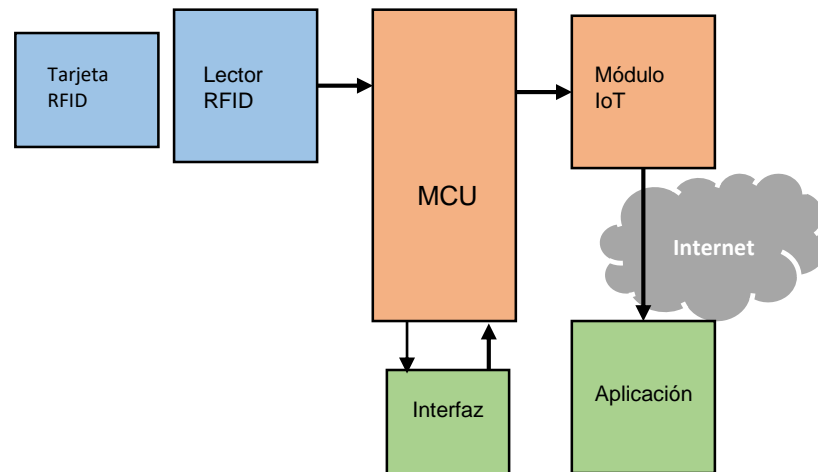 Tarjeta
RFID
Lector
RFID
MCU
Módulo
IoT
Internet
Interfaz
Aplicación